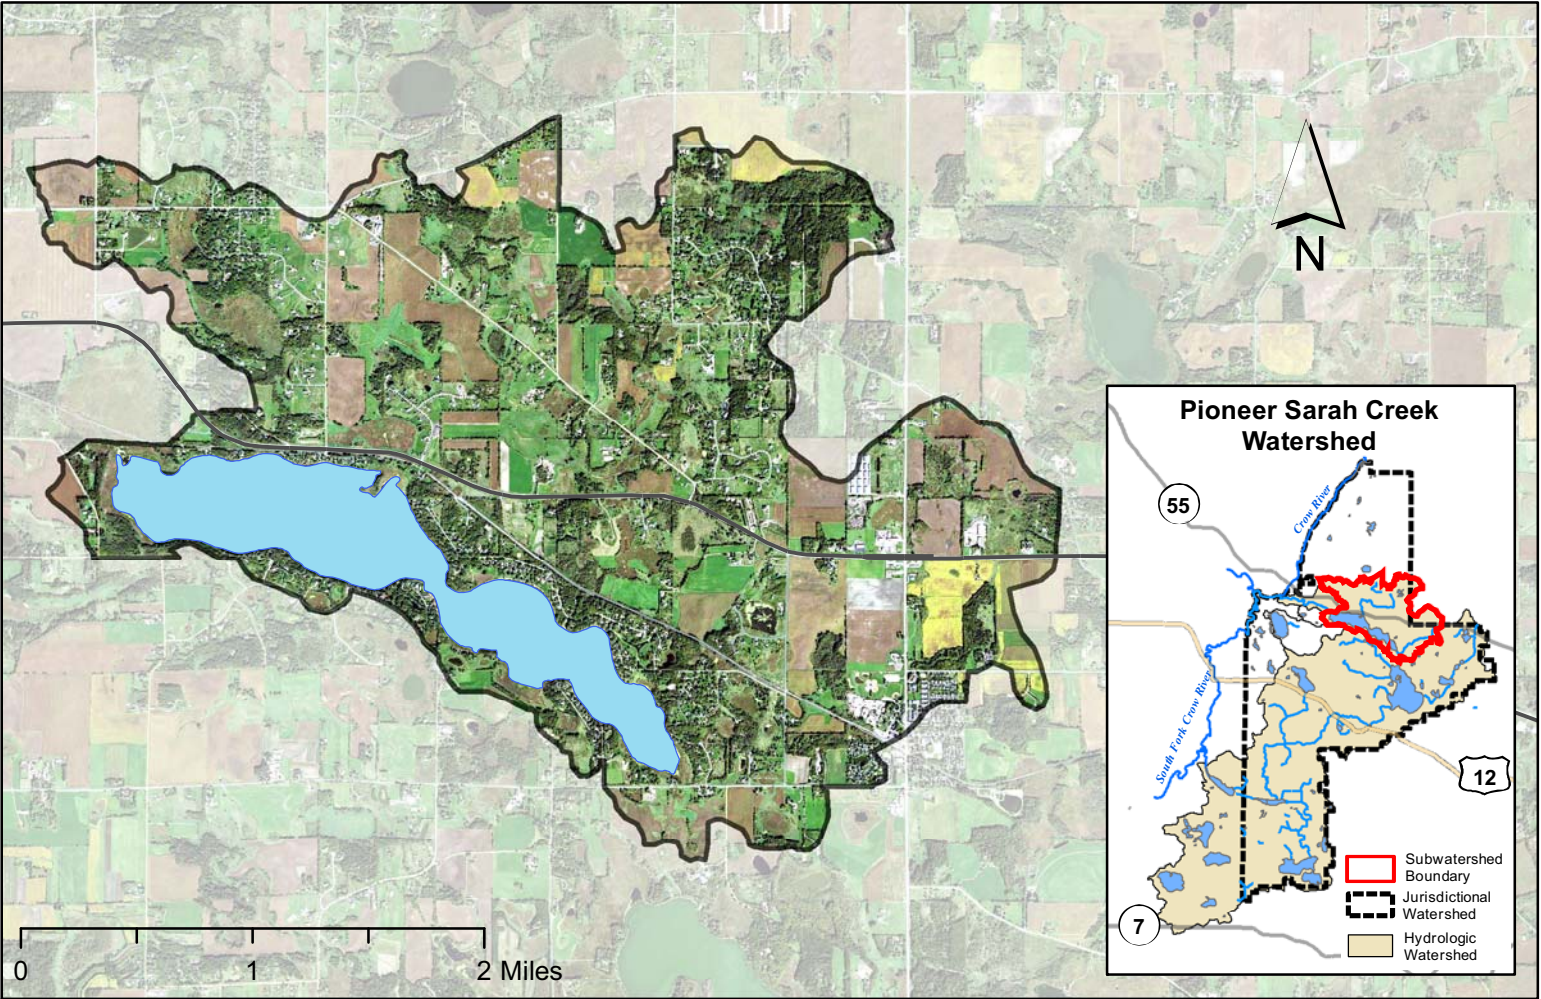 N
Pioneer Sarah Creek
Watershed
55
Crow River
South Fork Crow River
12
7
Subwatershed
Boundary
Jurisdictional
Watershed
Hydrologic
Watershed
0 1 2 Miles